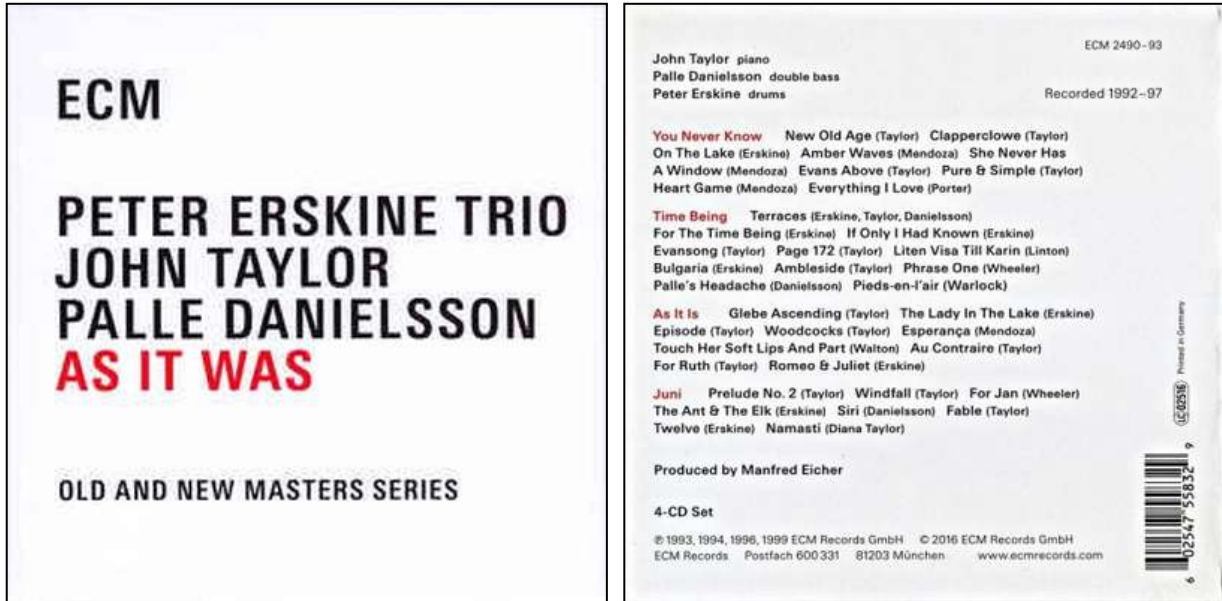 ECM
PETER ERSKINE TRIO
JOHN TAYLOR
PALLE DANIELSSON
AS IT WAS
OLD AND NEW MASTERS SERIES
ECM 2490–93
John Taylor piano
Palle Danielsson double bass
Peter Erskine drums
Recorded 1992–97
You Never Know New Old Age (Taylor) Clapperclowe (Taylor)
On The Lake (Erskine) Amber Waves (Mendoza) She Never Has
A Window (Mendoza) Evans Above (Taylor) Pure & Simple (Taylor)
Heart Game (Mendoza) Everything I Love (Porter)
Time Being Terraces (Erskine, Taylor, Danielsson)
For The Time Being (Erskine) If Only I Had Known (Erskine)
Evansong (Taylor) Page 172 (Taylor) Liten Visa Till Karin (Linton)
Bulgaria (Erskine) Ambleside (Taylor) Phrase One (Wheeler)
Palle's Headache (Danielsson) Pieds-en-l'air (Warlock)
As It Is Glebe Ascending (Taylor) The Lady In The Lake (Erskine)
Episode (Taylor) Woodcocks (Taylor) Esperança (Mendoza)
Touch Her Soft Lips And Part (Walton) Au Contraire (Taylor)
For Ruth (Taylor) Romeo & Juliet (Erskine)
Juni Prelude No. 2 (Taylor) Windfall (Taylor) For Jan (Wheeler)
The Ant & The Elk (Erskine) Siri (Danielsson) Fable (Taylor)
Twelve (Erskine) Namasti (Diana Taylor)
Produced by Manfred Eicher
4-CD Set
℗ 1993, 1994, 1996, 1999 ECM Records GmbH © 2016 ECM Records GmbH
ECM Records Postfach 600 331 81203 München www.ecmrecords.com
LC 02516 Printed in Germany
6 02547 55832 9